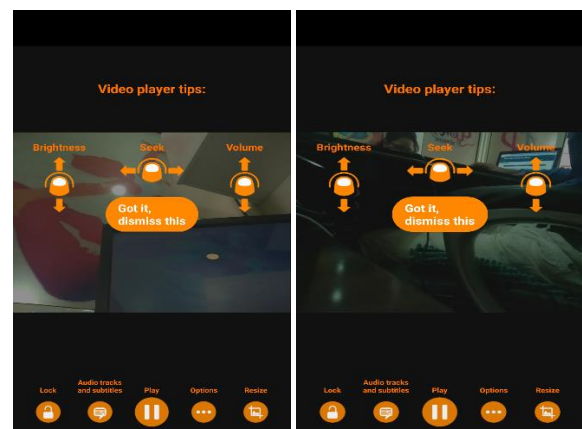 Video player tips:
Brightness
Seek
Volume
Got it,
dismiss this
Lock
Audio tracks
and subtitles
Play
Options
Resize
Video player tips:
Brightness
Seek
Volume
Got it,
dismiss this
Lock
Audio tracks
and subtitles
Play
Options
Resize